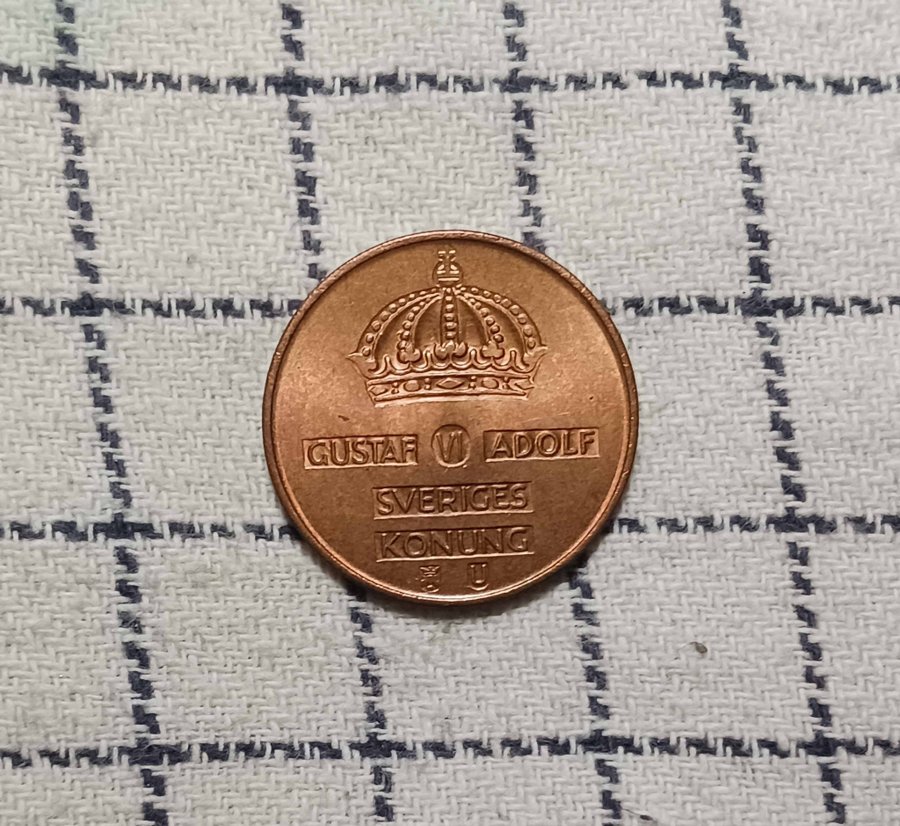 GUSTAF VI ADOLF
SVERIGES
KONUNG
U